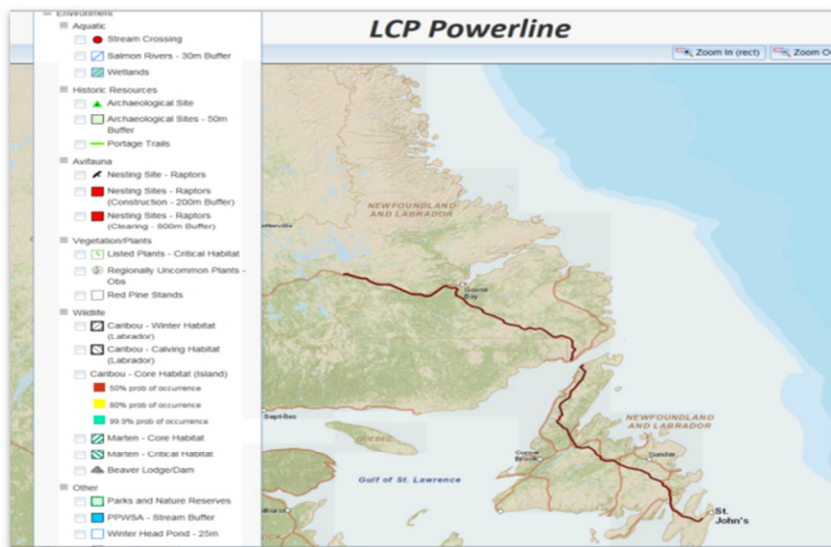 LCP Powerline
Environment
Aquatic
Stream Crossing
Salmon Rivers - 30m Buffer
Wetlands
Historic Resources
Archaeological Site
Archaeological Sites - 50m
Buffer
Portage Trails
Avifauna
Nesting Site - Raptors
Nesting Sites - Raptors
(Construction - 200m Buffer)
Nesting Sites - Raptors
(Clearing - 800m Buffer)
Vegetation/Plants
Listed Plants - Critical Habitat
Regionally Uncommon Plants -
Obs
Red Pine Stands
Wildlife
Caribou - Winter Habitat
(Labrador)
Caribou - Calving Habitat
(Labrador)
Caribou - Core Habitat (Island)
50% prob of occurrence
80% prob of occurrence
99.9% prob of occurrence
Marten - Core Habitat
Marten - Critical Habitat
Beaver Lodge/Dam
Other
Parks and Nature Reserves
PPWSA - Stream Buffer
Winter Head Pond - 25m
Zoom In (rect)
Zoom Ou
NEWFOUNDLAND
AND LABRADOR
Goose
Bay
Sept-Iles
QUEBEC
NEWFOUNDLAND
AND LABRADOR
Corner
Brook
Gander
Gulf of St. Lawrence
St.
John's